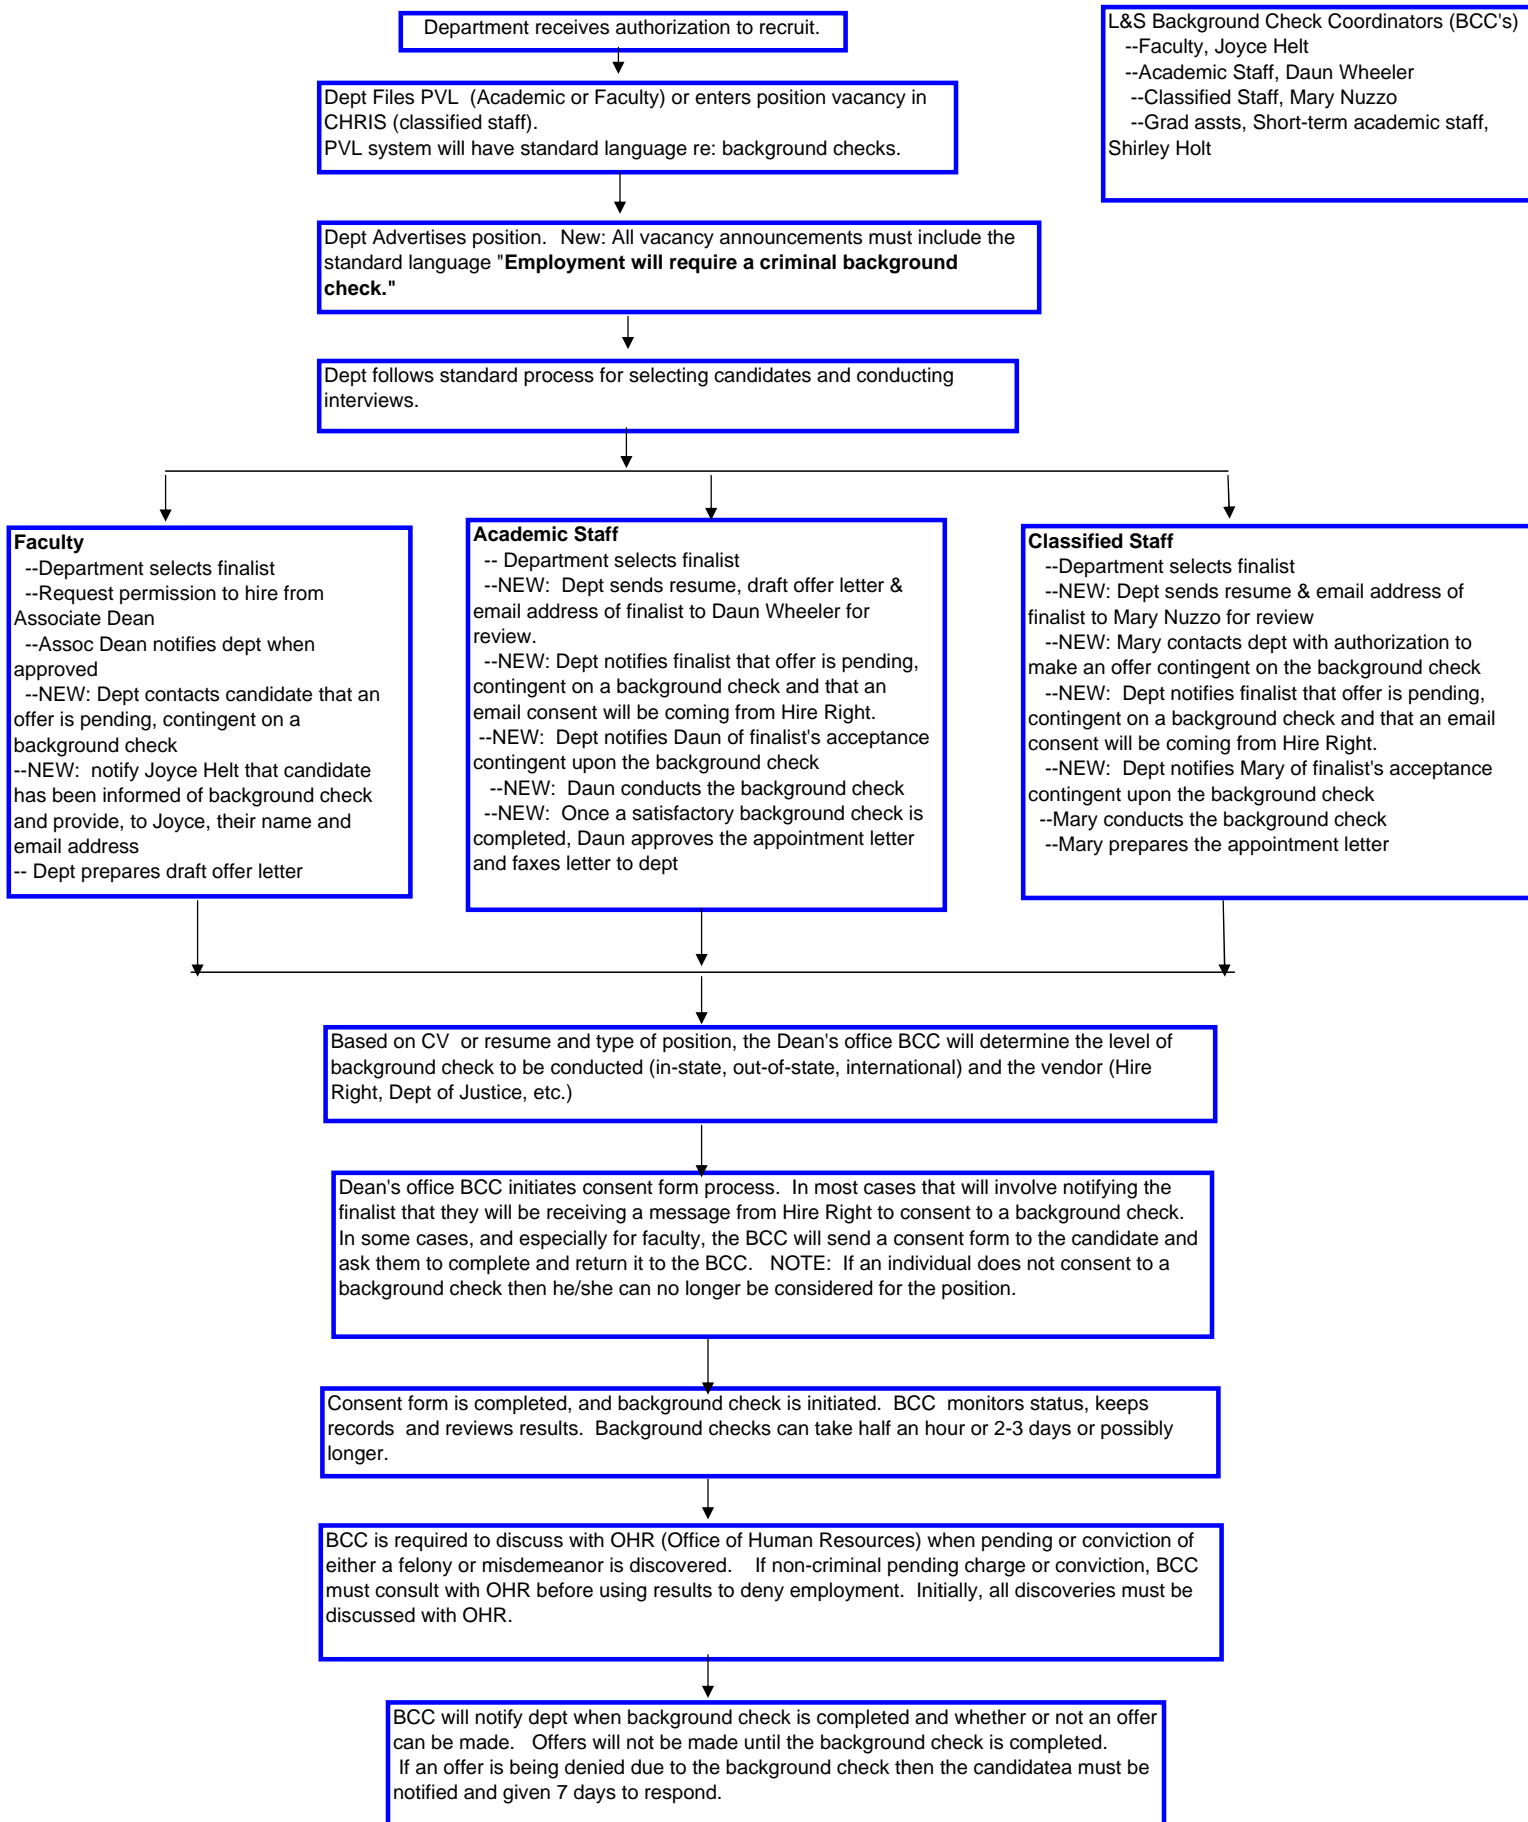 Department receives authorization to recruit.
L&S Background Check Coordinators (BCC's)
--Faculty, Joyce Helt
--Academic Staff, Daun Wheeler
--Classified Staff, Mary Nuzzo
--Grad assts, Short-term academic staff,
Shirley Holt
Dept Files PVL (Academic or Faculty) or enters position vacancy in
CHRIS (classified staff).
PVL system will have standard language re: background checks.
Dept Advertises position. New: All vacancy announcements must include the
standard language "Employment will require a criminal background
check."
Dept follows standard process for selecting candidates and conducting
interviews.
Faculty
--Department selects finalist
--Request permission to hire from
Associate Dean
--Assoc Dean notifies dept when
approved
--NEW: Dept contacts candidate that an
offer is pending, contingent on a
background check
--NEW: notify Joyce Helt that candidate
has been informed of background check
and provide, to Joyce, their name and
email address
-- Dept prepares draft offer letter
Academic Staff
-- Department selects finalist
--NEW: Dept sends resume, draft offer letter &
email address of finalist to Daun Wheeler for
review.
--NEW: Dept notifies finalist that offer is pending,
contingent on a background check and that an
email consent will be coming from Hire Right.
--NEW: Dept notifies Daun of finalist's acceptance
contingent upon the background check
--NEW: Daun conducts the background check
--NEW: Once a satisfactory background check is
completed, Daun approves the appointment letter
and faxes letter to dept
Classified Staff
--Department selects finalist
--NEW: Dept sends resume & email address of
finalist to Mary Nuzzo for review
--NEW: Mary contacts dept with authorization to
make an offer contingent on the background check
--NEW: Dept notifies finalist that offer is pending,
contingent on a background check and that an email
consent will be coming from Hire Right.
--NEW: Dept notifies Mary of finalist's acceptance
contingent upon the background check
--Mary conducts the background check
--Mary prepares the appointment letter
Based on CV or resume and type of position, the Dean's office BCC will determine the level of
background check to be conducted (in-state, out-of-state, international) and the vendor (Hire
Right, Dept of Justice, etc.)
Dean's office BCC initiates consent form process. In most cases that will involve notifying the
finalist that they will be receiving a message from Hire Right to consent to a background check.
In some cases, and especially for faculty, the BCC will send a consent form to the candidate and
ask them to complete and return it to the BCC. NOTE: If an individual does not consent to a
background check then he/she can no longer be considered for the position.
Consent form is completed, and background check is initiated. BCC monitors status, keeps
records and reviews results. Background checks can take half an hour or 2-3 days or possibly
longer.
BCC is required to discuss with OHR (Office of Human Resources) when pending or conviction of
either a felony or misdemeanor is discovered. If non-criminal pending charge or conviction, BCC
must consult with OHR before using results to deny employment. Initially, all discoveries must be
discussed with OHR.
BCC will notify dept when background check is completed and whether or not an offer
can be made. Offers will not be made until the background check is completed.
If an offer is being denied due to the background check then the candidatea must be
notified and given 7 days to respond.